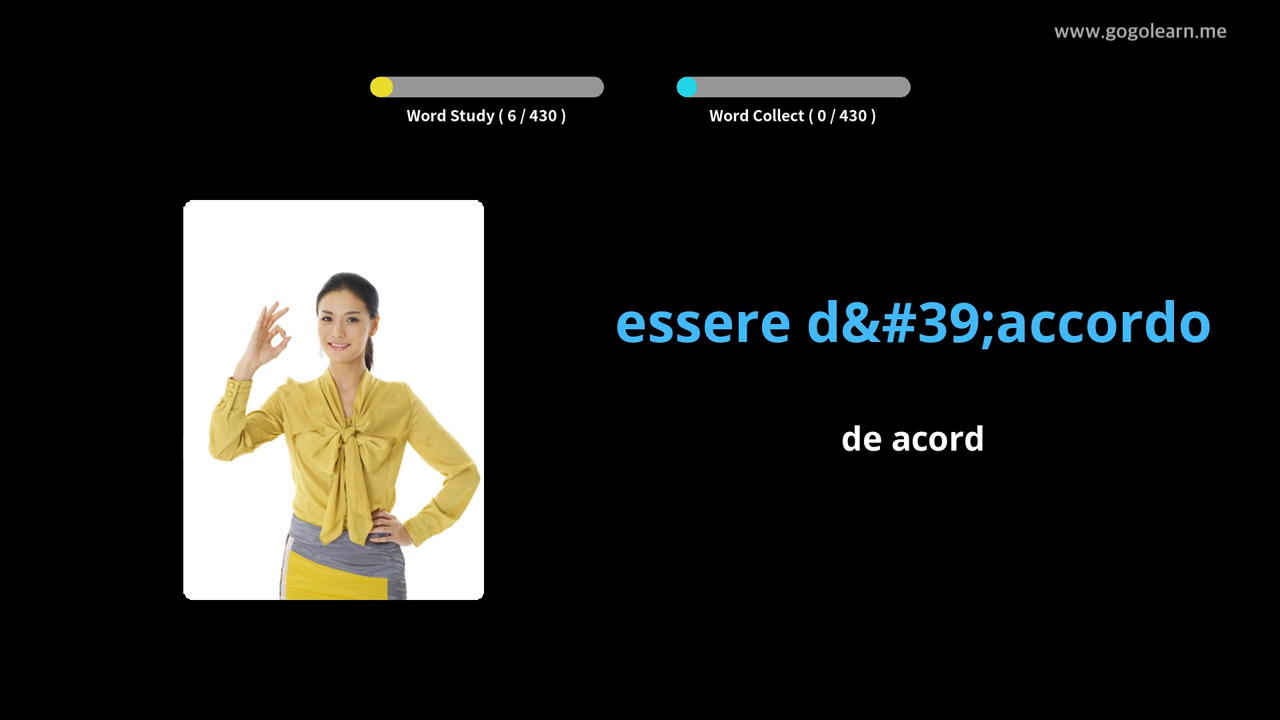 www.gogolearn.me
Word Study ( 6 / 430 )
Word Collect ( 0 / 430 )
essere d&#39;accordo
de acord